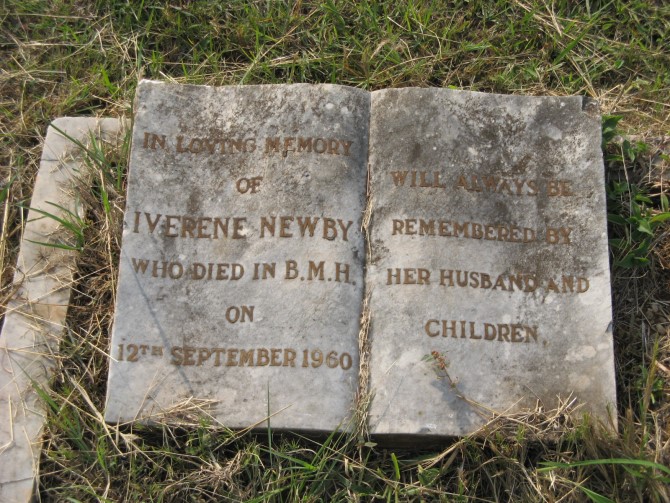 IN LOVING MEMORY
OF
IVERENE NEWBY
WHO DIED IN B.M.H.
ON
12TH SEPTEMBER 1960
WILL ALWAYS BE
REMEMBERED BY
HER HUSBAND AND
CHILDREN.